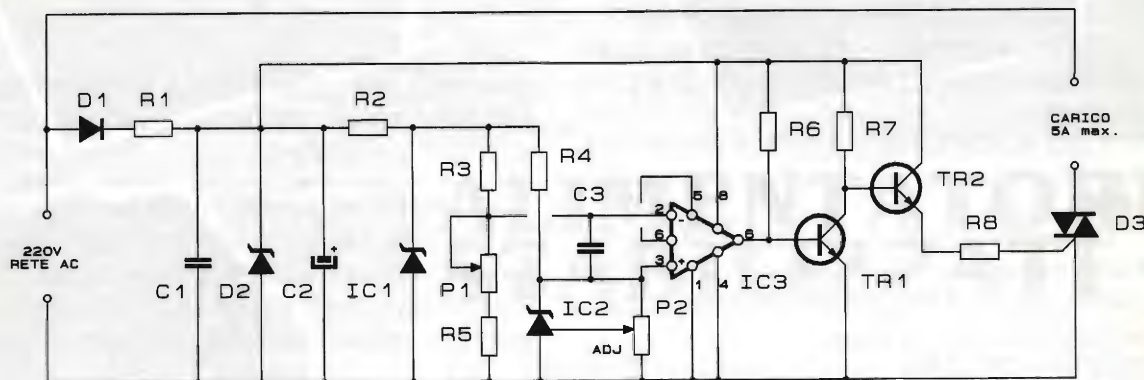 D1
R1
R2
R3
R4
C3
2
-
5
8
6
3
+
1
4
6
IC3
R6
R7
TR1
TR2
R8
CARICO
5A max.
D3
220V
RETE AC
C1
D2
C2
+
IC1
P1
R5
IC2
ADJ
P2